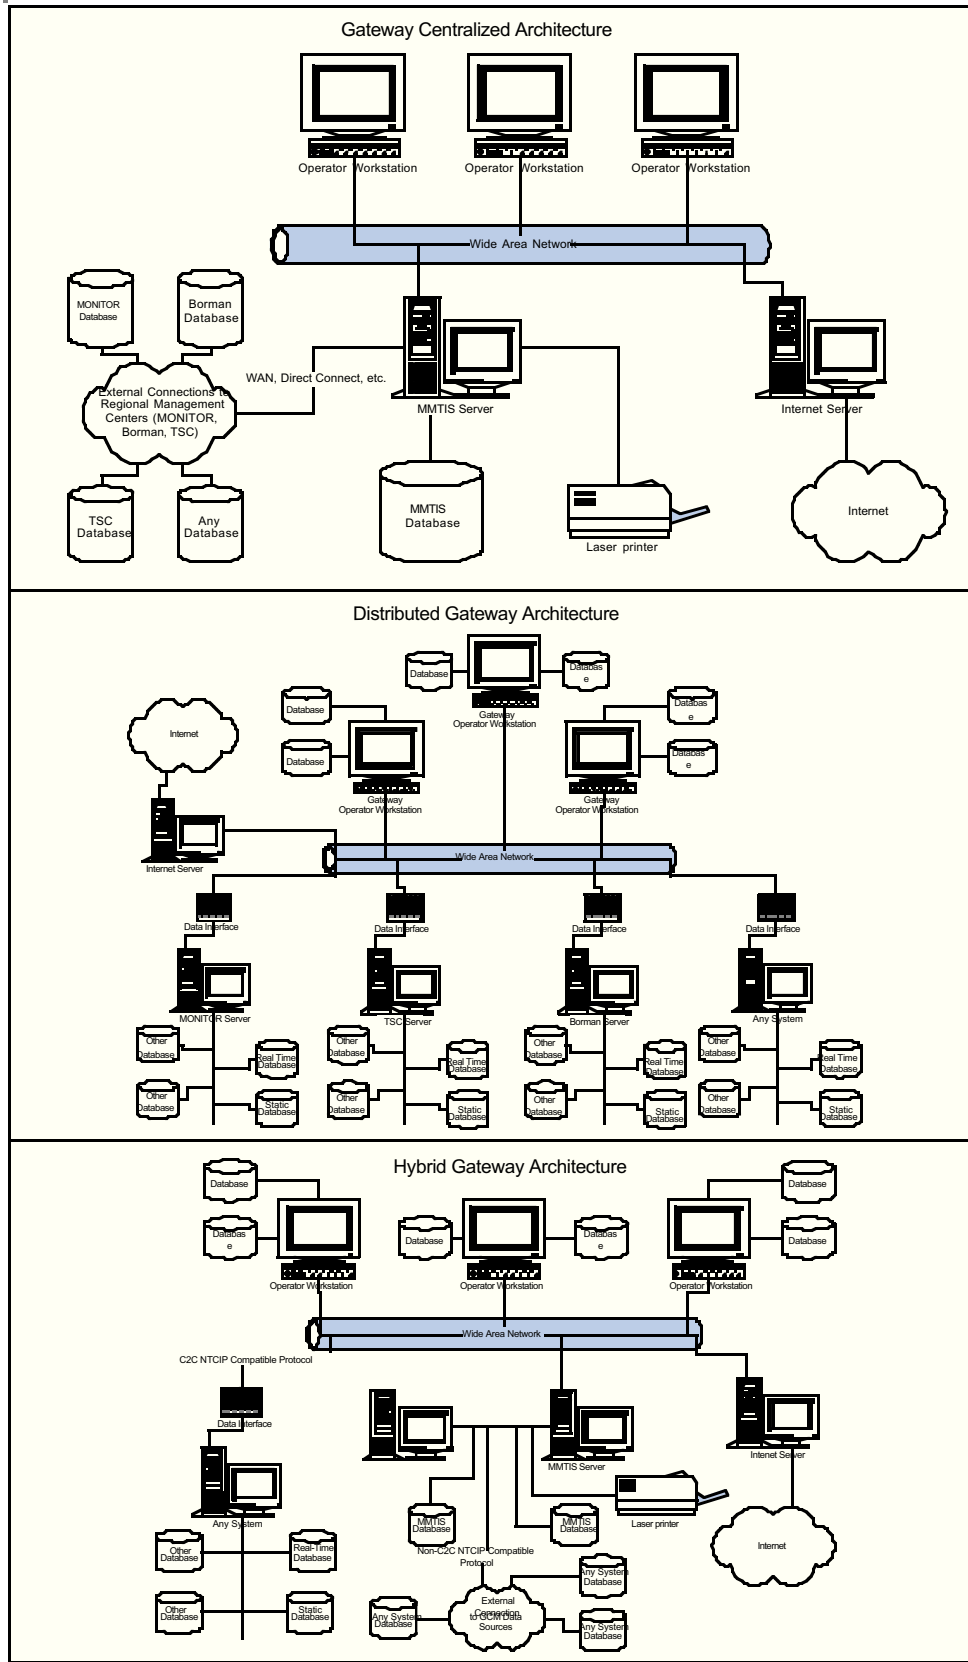 Gateway Centralized Architecture
Operator Workstation
Operator Workstation
Operator Workstation
Wide Area Network
MONITOR
Database
Borman
Database
WAN, Direct Connect, etc.
External Connections to
Regional Management
Centers (MONITOR,
Borman, TSC)
MMTIS Server
Internet Server
TSC
Database
Any
Database
MMTIS
Database
Laser printer
Internet
Distributed Gateway Architecture
Database
Databas
e
Gateway
Operator Workstation
Database
Databas
e
Internet
Database
Databas
e
Gateway
Operator Workstation
Gateway
Operator Workstation
Wide Area Network
Internet Server
Data Interface
Data Interface
Data Interface
Data Interface
MONITOR Server
TSC Server
Borman Server
Any System
Other
Database
Real Time
Database
Other
Database
Static
Database
Other
Database
Real Time
Database
Other
Database
Static
Database
Other
Database
Real Time
Database
Other
Database
Static
Database
Other
Database
Real Time
Database
Other
Database
Static
Database
Hybrid Gateway Architecture
Database
Database
Databas
e
Database
Databas
e
Database
Operator Workstation
Operator Workstation
Operator Workstation
Wide Area Network
C2C NTCIP Compatible Protocol
Data Interface
Any System
MMTIS Server
Intenet Server
MMTIS
Database
MMTIS
Database
Laser printer
Internet
Other
Database
Real-Time
Database
Other
Database
Static
Database
Non-C2C NTCIP Compatible
Protocol
Any System
Database
External
Connection
to GCM Data
Sources
Any System
Database
Any System
Database